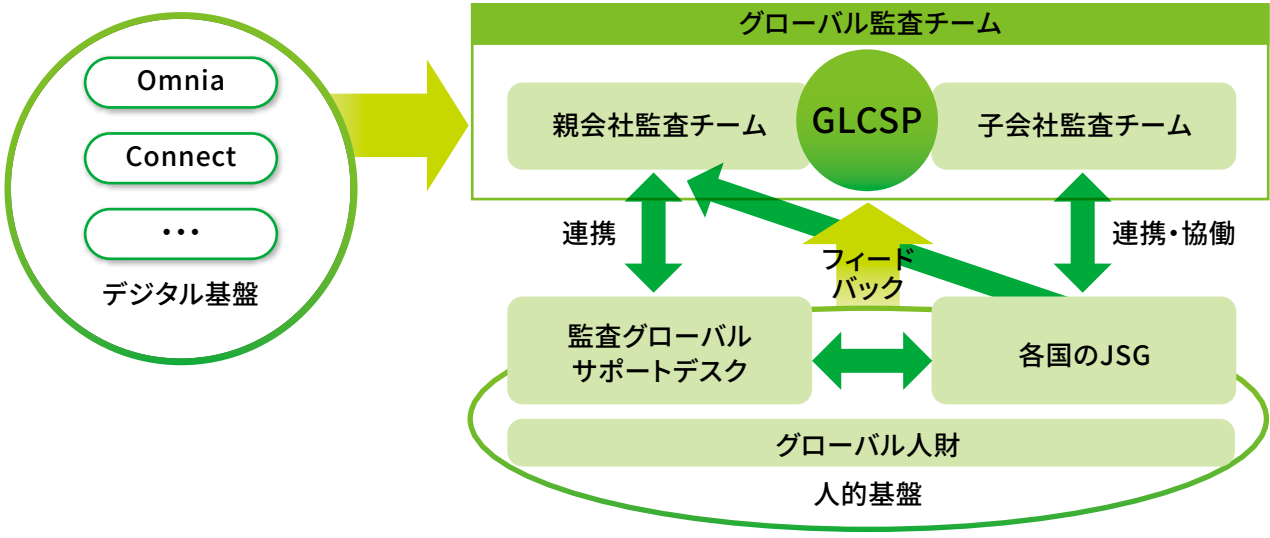 Omnia
Connect
・・・
デジタル基盤
グローバル監査チーム
親会社監査チーム
GLCSP
子会社監査チーム
連携
フィード
バック
連携・協働
監査グローバル
サポートデスク
各国のJSG
グローバル人財
人的基盤